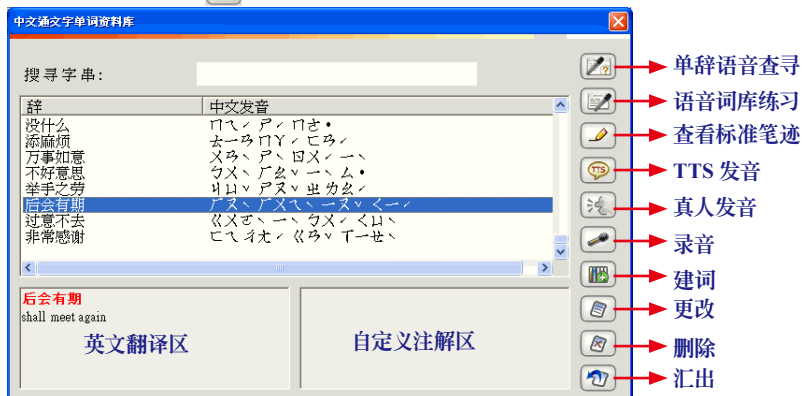 中文通文字单词资料库
搜寻字串:
辞 中文发音
没什么 ㄇㄟˊ ㄕˊ ㄇㄜ•
添麻烦 ㄊㄧㄢ ㄇㄚˊ ㄈㄢˊ
万事如意 ㄨㄢˋ ㄕˋ ㄖㄨˊ ㄧˋ
不好意思 ㄅㄨˋ ㄏㄠˇ ㄧˋ ㄙ•
举手之劳 ㄐㄩˇ ㄕㄡˇ ㄓ ㄌㄠˊ
后会有期 ㄏㄡˋ ㄏㄨㄟˋ ㄧㄡˇ ㄑㄧˊ
过意不去 ㄍㄨㄛˋ ㄧˋ ㄅㄨˊ ㄑㄩˋ
非常感谢 ㄈㄟ ㄔㄤˊ ㄍㄢˇ ㄒㄧㄝˋ
后会有期
shall meet again
英文翻译区
自定义注解区
单辞语音查寻
语音词库练习
查看标准笔迹
TTS
TTS 发音
真人发音
录音
建词
更改
删除
汇出